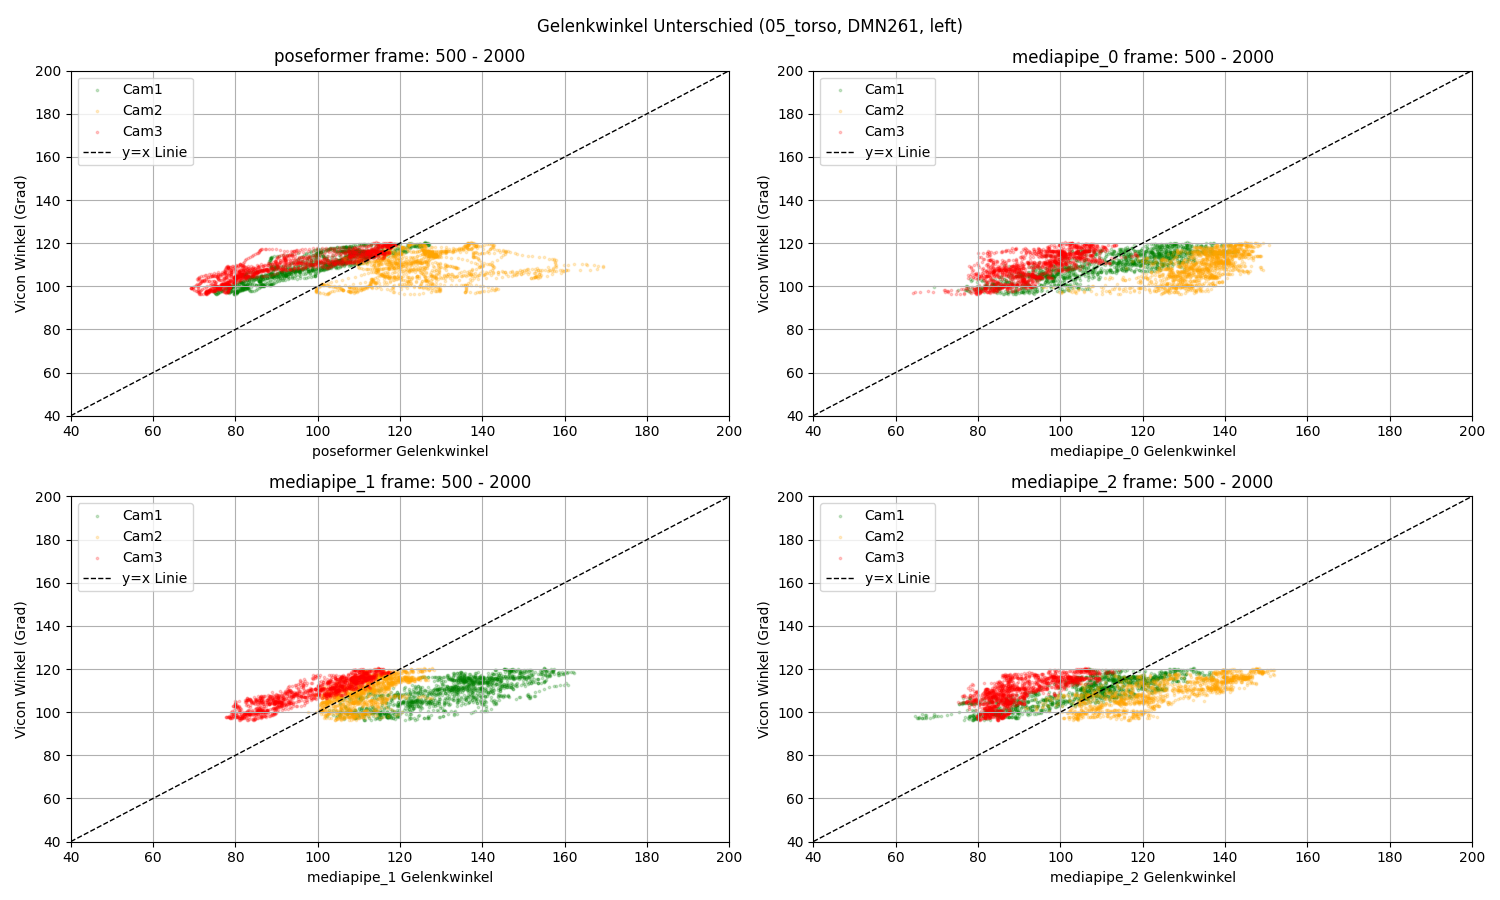 Gelenkwinkel Unterschied (05_torso, DMN261, left)
poseformer frame: 500 - 2000
200
180
160
140
120
100
80
60
40
Vicon Winkel (Grad)
Cam1
Cam2
Cam3
y=x Linie
40 60 80 100 120 140 160 180 200
poseformer Gelenkwinkel
mediapipe_0 frame: 500 - 2000
200
180
160
140
120
100
80
60
40
Vicon Winkel (Grad)
Cam1
Cam2
Cam3
y=x Linie
40 60 80 100 120 140 160 180 200
mediapipe_0 Gelenkwinkel
mediapipe_1 frame: 500 - 2000
200
180
160
140
120
100
80
60
40
Vicon Winkel (Grad)
Cam1
Cam2
Cam3
y=x Linie
40 60 80 100 120 140 160 180 200
mediapipe_1 Gelenkwinkel
mediapipe_2 frame: 500 - 2000
200
180
160
140
120
100
80
60
40
Vicon Winkel (Grad)
Cam1
Cam2
Cam3
y=x Linie
40 60 80 100 120 140 160 180 200
mediapipe_2 Gelenkwinkel